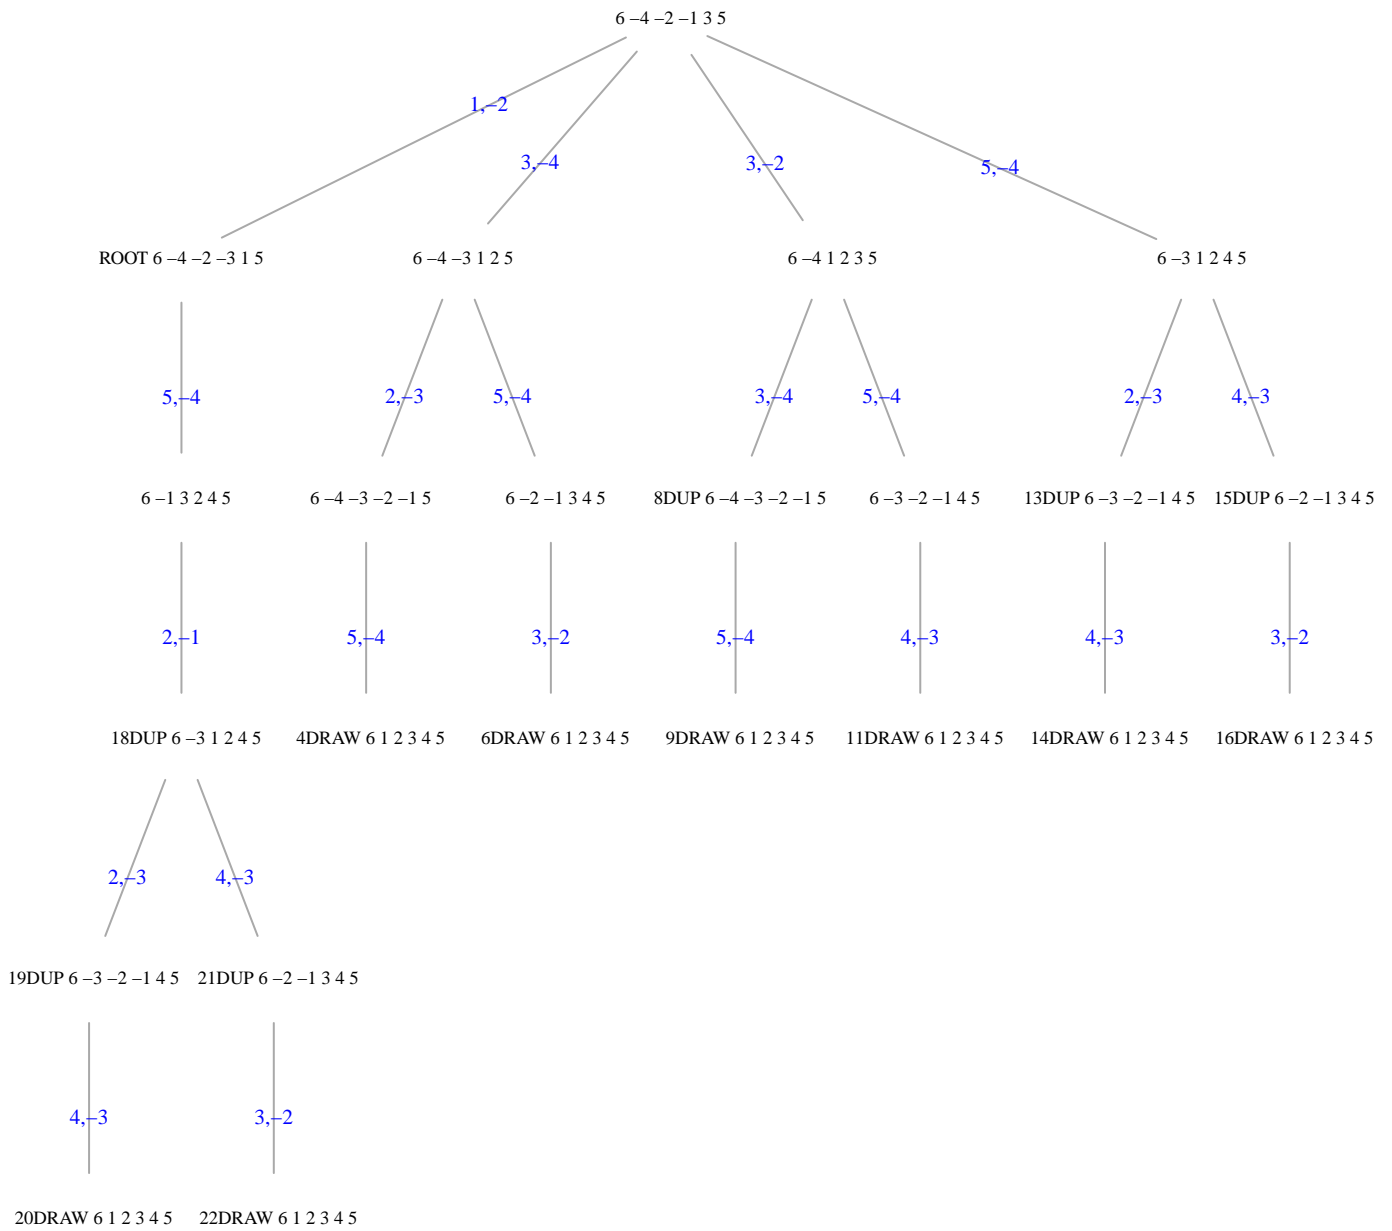 6 –4 –2 –1 3 5
1,–2
3,–4
3,–2
5,–4
ROOT 6 –4 –2 –3 1 5
6 –4 –3 1 2 5
6 –4 1 2 3 5
6 –3 1 2 4 5
5,–4
2,–3
5,–4
3,–4
5,–4
2,–3
4,–3
6 –1 3 2 4 5
6 –4 –3 –2 –1 5
6 –2 –1 3 4 5
8DUP 6 –4 –3 –2 –1 5
6 –3 –2 –1 4 5
13DUP 6 –3 –2 –1 4 5
15DUP 6 –2 –1 3 4 5
2,–1
5,–4
3,–2
5,–4
4,–3
4,–3
3,–2
18DUP 6 –3 1 2 4 5
4DRAW 6 1 2 3 4 5
6DRAW 6 1 2 3 4 5
9DRAW 6 1 2 3 4 5
11DRAW 6 1 2 3 4 5
14DRAW 6 1 2 3 4 5
16DRAW 6 1 2 3 4 5
2,–3
4,–3
19DUP 6 –3 –2 –1 4 5
21DUP 6 –2 –1 3 4 5
4,–3
3,–2
20DRAW 6 1 2 3 4 5
22DRAW 6 1 2 3 4 5